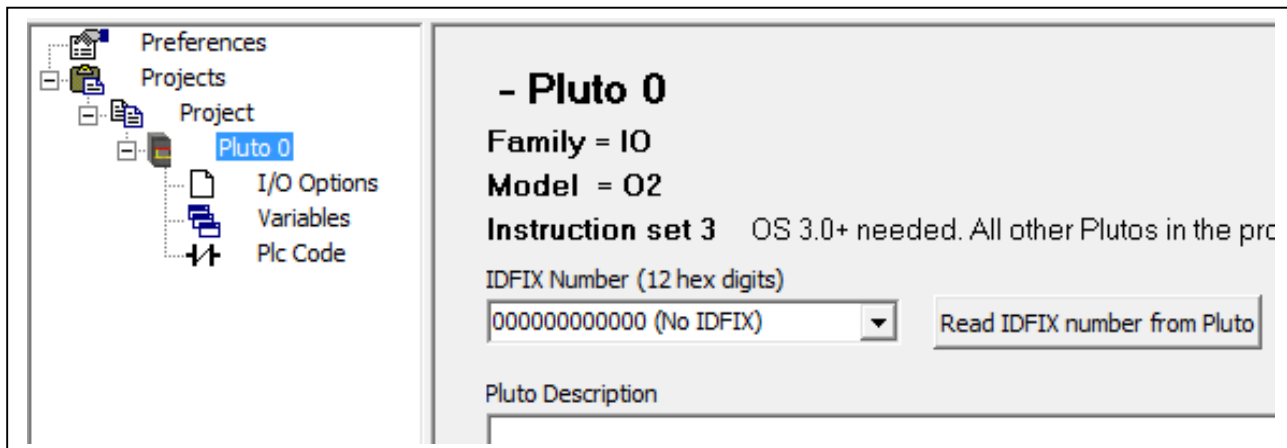 Preferences
Projects
Project
Pluto 0
I/O Options
Variables
Plc Code
- Pluto 0
Family = IO
Model = O2
Instruction set 3 OS 3.0+ needed. All other Plutos in the
IDFIX Number (12 hex digits)
000000000000 (No IDFIX)
Read IDFIX number from Pluto
Pluto Description